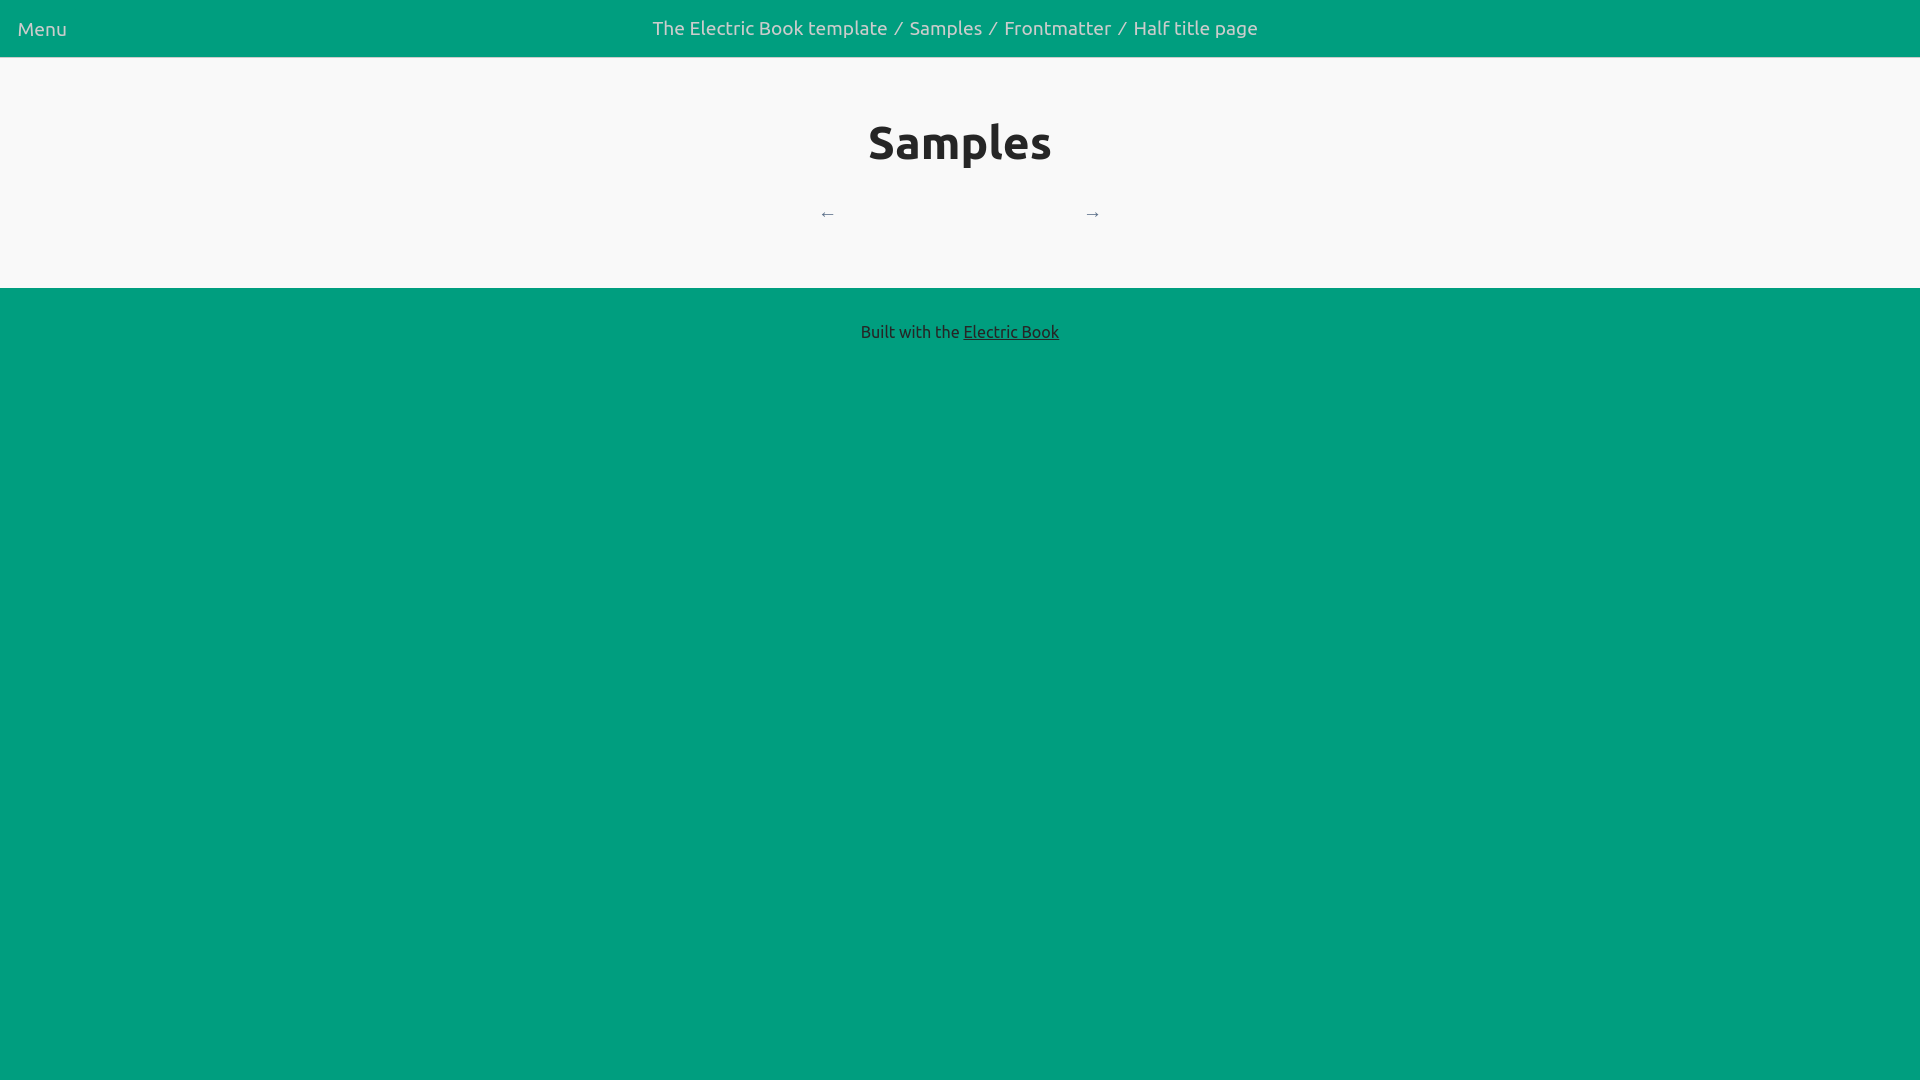 Menu
The Electric Book template / Samples / Frontmatter / Half title page
Samples
← →
Built with the Electric Book